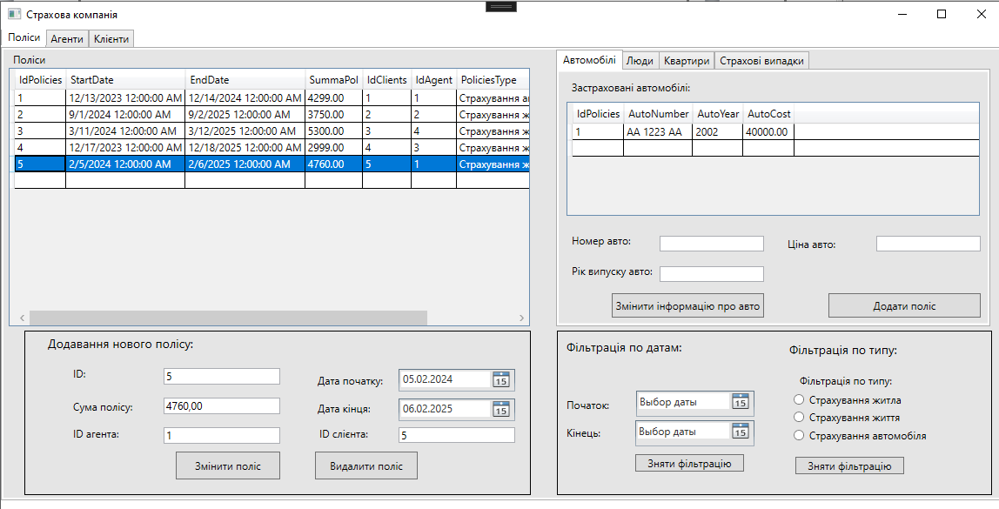 Страхова компанія
Поліси Агенти Клієнти
Поліси
IdPolicies StartDate EndDate SummaPol IdClients IdAgent PoliciesType
1 12/13/2023 12:00:00 AM 12/14/2024 12:00:00 AM 4299.00 1 1 Страхування ав
2 9/1/2024 12:00:00 AM 9/2/2025 12:00:00 AM 3750.00 2 2 Страхування ж
3 3/11/2024 12:00:00 AM 3/12/2025 12:00:00 AM 5300.00 3 4 Страхування ж
4 12/17/2023 12:00:00 AM 12/18/2025 12:00:00 AM 2999.00 4 3 Страхування ж
5 2/5/2024 12:00:00 AM 2/6/2025 12:00:00 AM 4760.00 5 1 Страхування ж
Автомобілі Люди Квартири Страхові випадки
Застраховані автомобілі:
IdPolicies AutoNumber AutoYear AutoCost
1 AA 1223 AA 2002 40000.00
Номер авто: Ціна авто:
Рік випуску авто:
Змінити інформацію про авто Додати поліс
Додавання нового полісу:
ID: 5 Дата початку: 05.02.2024 15
Сума полісу: 4760,00 Дата кінця: 06.02.2025 15
ID агента: 1 ID слієнта: 5
Змінити поліс Видалити поліс
Фільтрація по датам:
Початок: Выбор даты 15
Кінець: Выбор даты 15
Зняти фільтрацію
Фільтрація по типу:
Фільтрація по типу:
Страхування житла
Страхування життя
Страхування автомобіля
Зняти фільтрацію